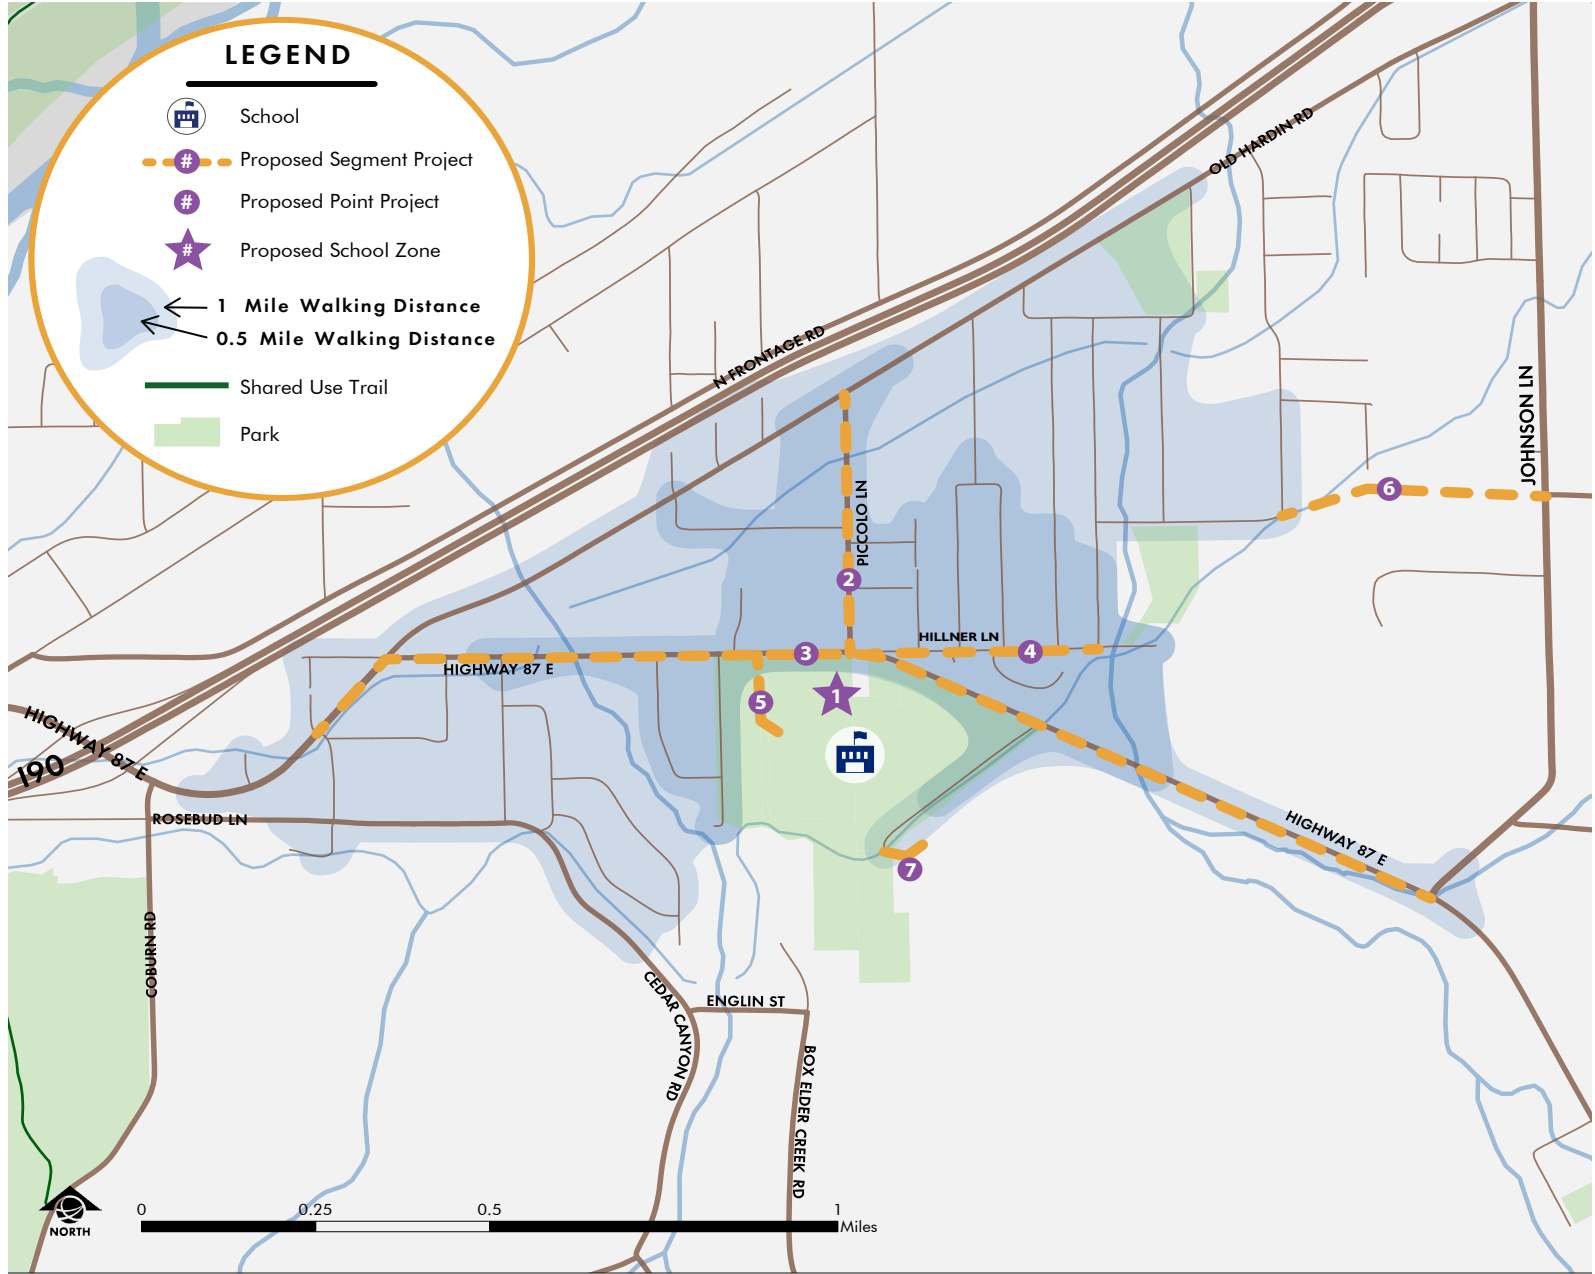 LEGEND
School
# Proposed Segment Project
# Proposed Point Project
# Proposed School Zone
1 Mile Walking Distance
0.5 Mile Walking Distance
Shared Use Trail
Park
OLD HARDIN RD
N FRONTAGE RD
JOHNSON LN
6
PICCOLO LN
2
HILLNER LN
3
4
HIGHWAY 87 E
1
5
HIGHWAY 87 E
I90
ROSEBUD LN
HIGHWAY 87 E
7
COBURN RD
CEDAR CANYON RD
ENGLIN ST
BOX ELDER CREEK RD
NORTH
0 0.25 0.5 1
Miles